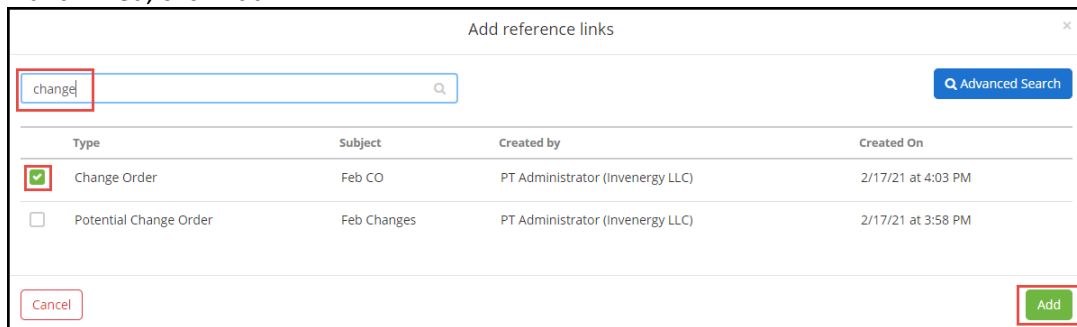 Add reference links
×
change
Advanced Search
Type Subject Created by Created On
Change Order Feb CO PT Administrator (Invenergy LLC) 2/17/21 at 4:03 PM
Potential Change Order Feb Changes PT Administrator (Invenergy LLC) 2/17/21 at 3:58 PM
Cancel Add